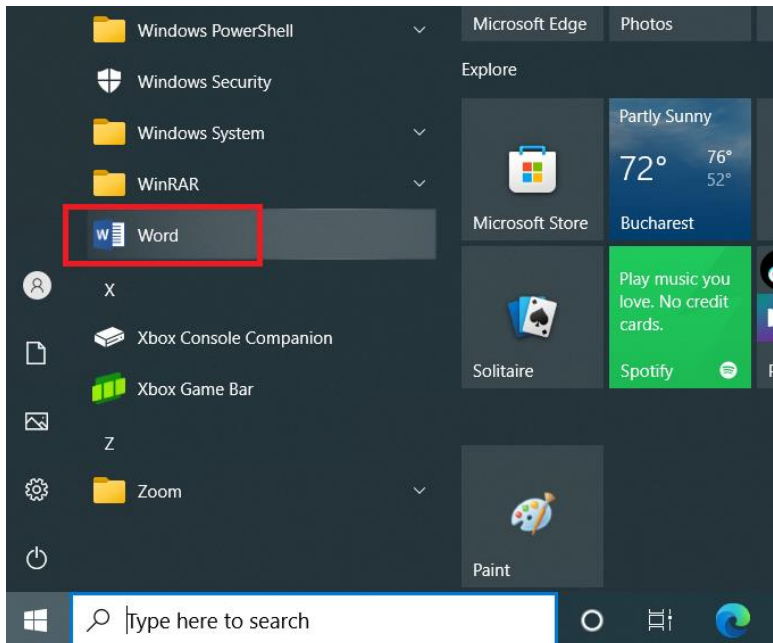 Windows PowerShell
Windows Security
Windows System
WinRAR
W Word
X
Xbox Console Companion
Xbox Game Bar
Z
Zoom
Microsoft Edge
Photos
Explore
Microsoft Store
Partly Sunny
72° 76°
52°
Bucharest
Solitaire
Play music you
love. No credit
cards.
Spotify
Paint
Type here to search